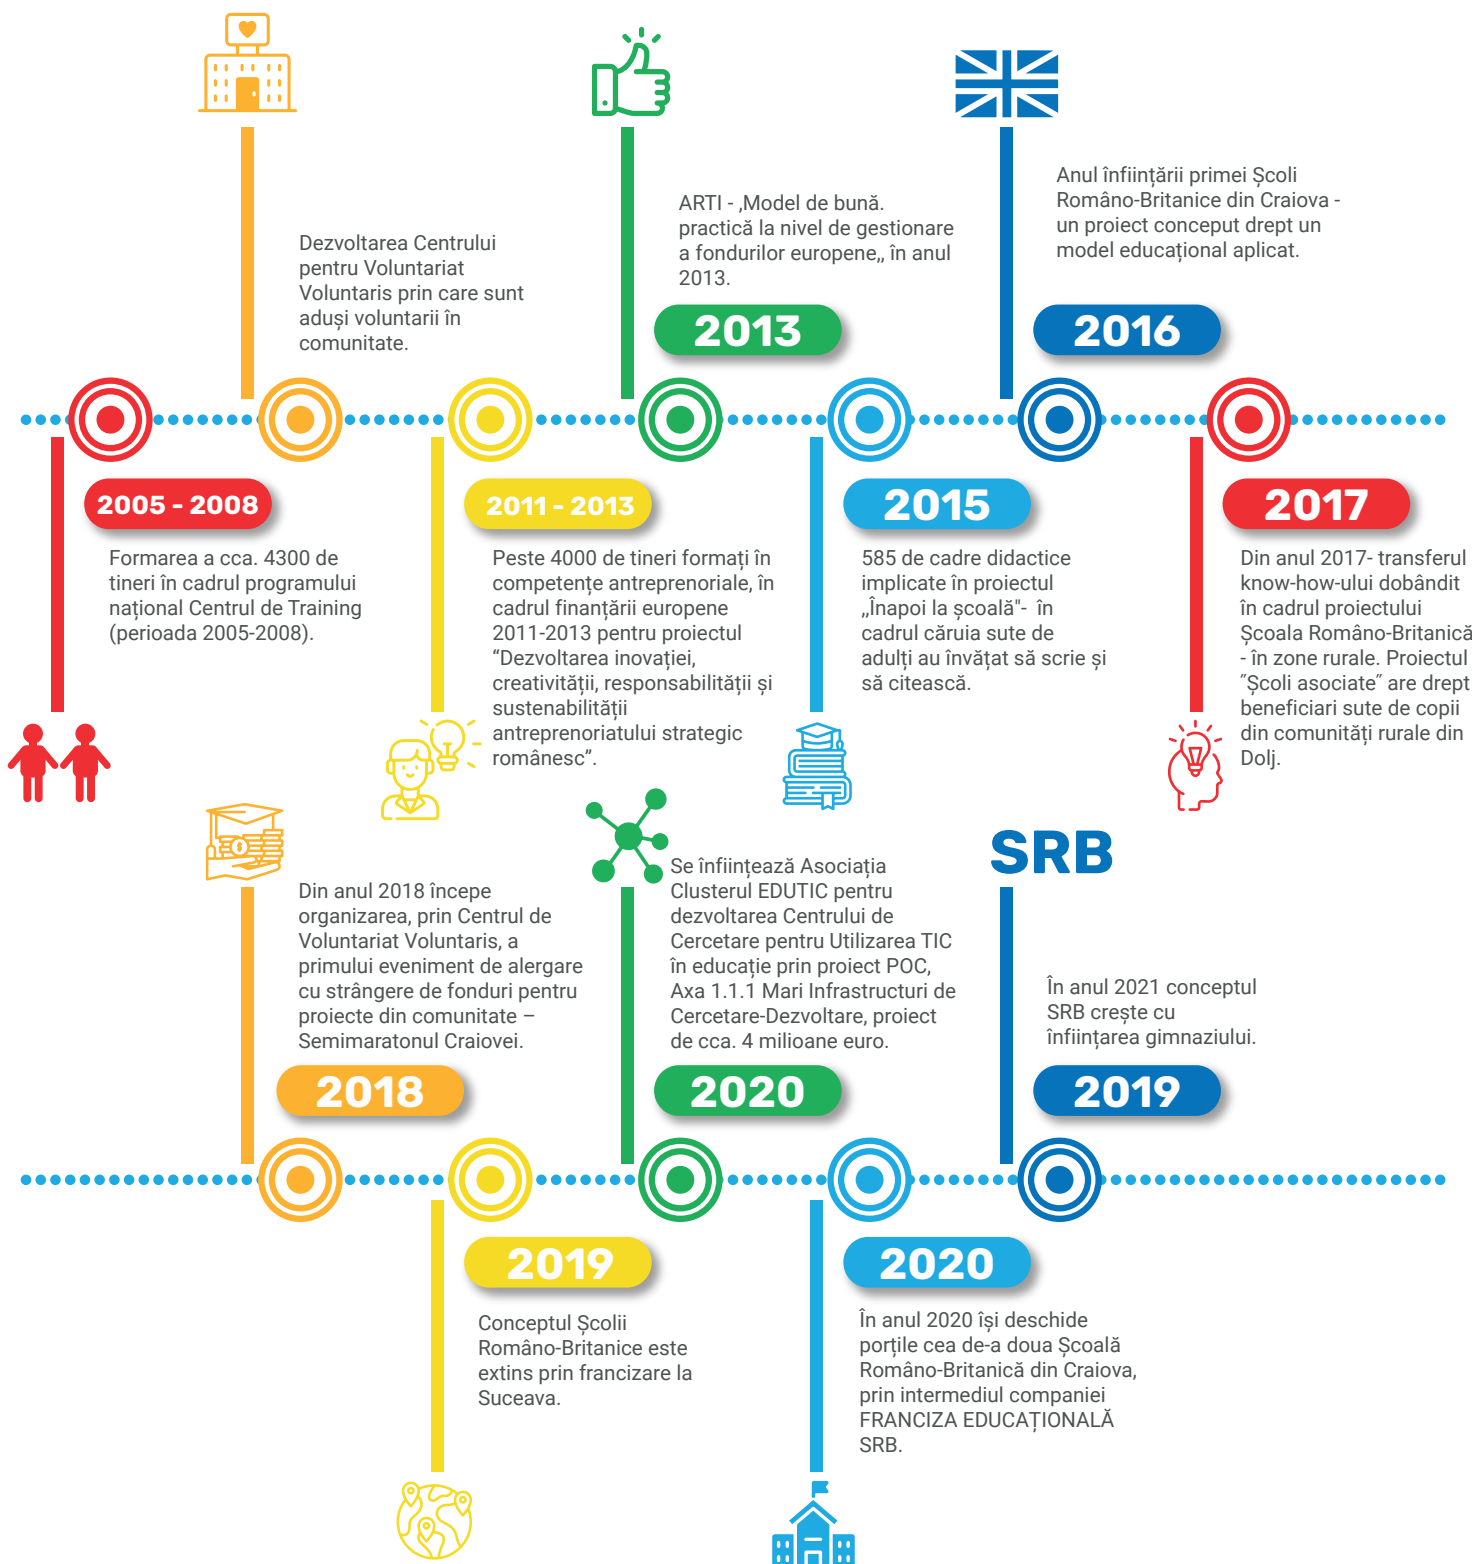 Dezvoltarea Centrului
pentru Voluntariat
Voluntaris prin care sunt
aduși voluntarii în
comunitate.
ARTI - ‚Model de bună.
practică la nivel de gestionare
a fondurilor europene„ în anul
2013.
2013
Anul înființării primei Școli
Româno-Britanice din Craiova -
un proiect conceput drept un
model educațional aplicat.
2016
2005 - 2008
Formarea a cca. 4300 de
tineri în cadrul programului
național Centrul de Training
(perioada 2005-2008).
2011 - 2013
Peste 4000 de tineri formați în
competențe antreprenoriale, în
cadrul finanțării europene
2011-2013 pentru proiectul
“Dezvoltarea inovației,
creativității, responsabilității și
sustenabilității
antreprenoriatului strategic
românesc”.
2015
585 de cadre didactice
implicate în proiectul
„Înapoi la școală"- în
cadrul căruia sute de
adulți au învățat să scrie și
să citească.
2017
Din anul 2017- transferul
know-how-ului dobândit
în cadrul proiectului
Școala Româno-Britanică
- în zone rurale. Proiectul
˝Școli asociate˝ are drept
beneficiari sute de copii
din comunități rurale din
Dolj.
Din anul 2018 începe
organizarea, prin Centrul de
Voluntariat Voluntaris, a
primului eveniment de alergare
cu strângere de fonduri pentru
proiecte din comunitate –
Semimaratonul Craiovei.
2018
Se înființează Asociația
Clusterul EDUTIC pentru
dezvoltarea Centrului de
Cercetare pentru Utilizarea TIC
în educație prin proiect POC,
Axa 1.1.1 Mari Infrastructuri de
Cercetare-Dezvoltare, proiect
de cca. 4 milioane euro.
2020
SRB
În anul 2021 conceptul
SRB crește cu
înființarea gimnaziului.
2019
2019
Conceptul Școlii
Româno-Britanice este
extins prin francizare la
Suceava.
2020
În anul 2020 își deschide
porțile cea de-a doua Școală
Româno-Britanică din Craiova,
prin intermediul companiei
FRANCIZA EDUCAȚIONALĂ
SRB.